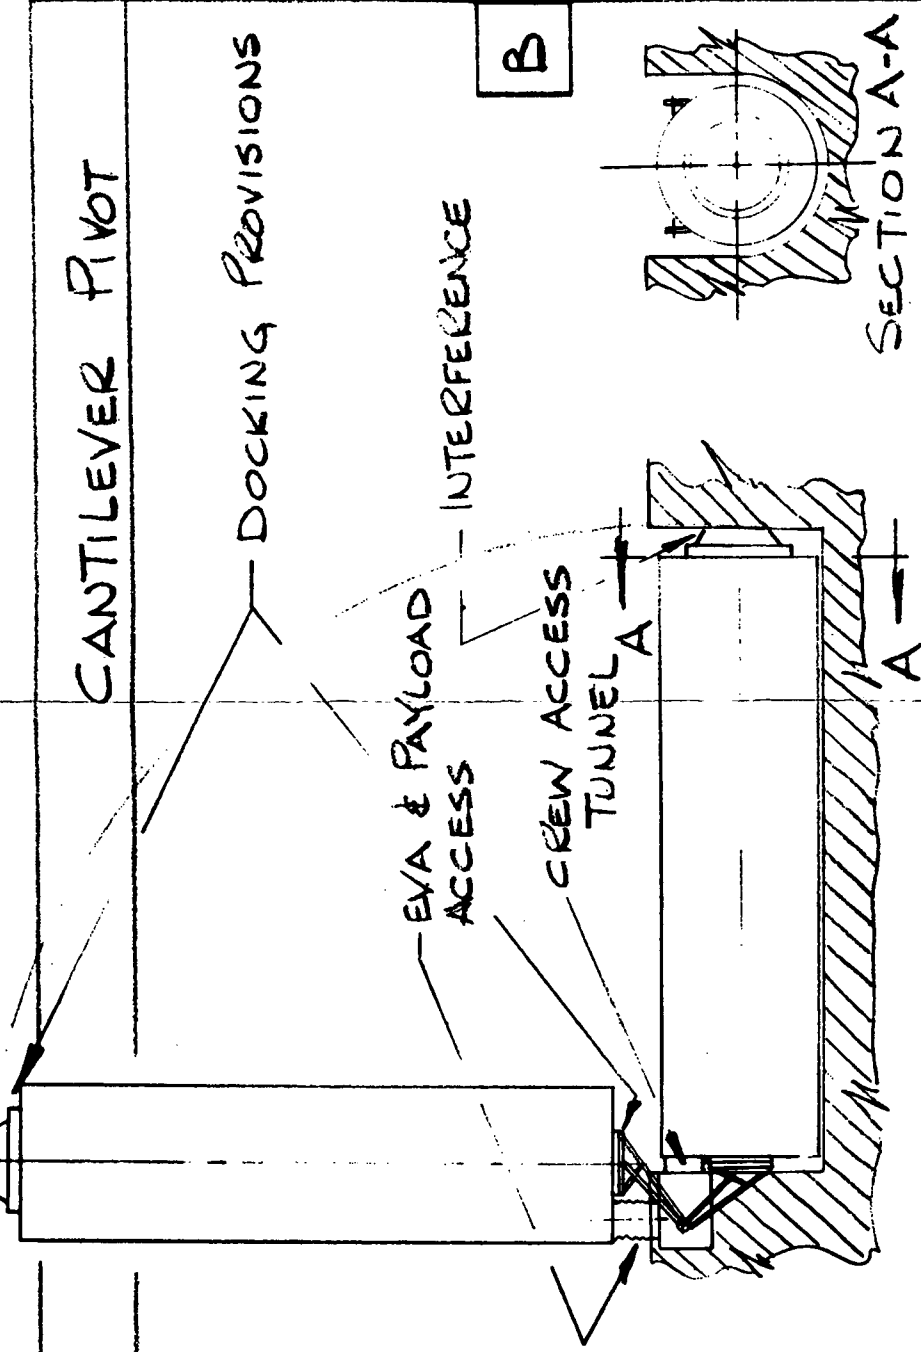 CANTILEVER PIVOT
DOCKING PROVISIONS
B
INTERFERENCE
EVA & PAYLOAD
ACCESS
CREW ACCESS
TUNNEL
A
A
SECTION A-A